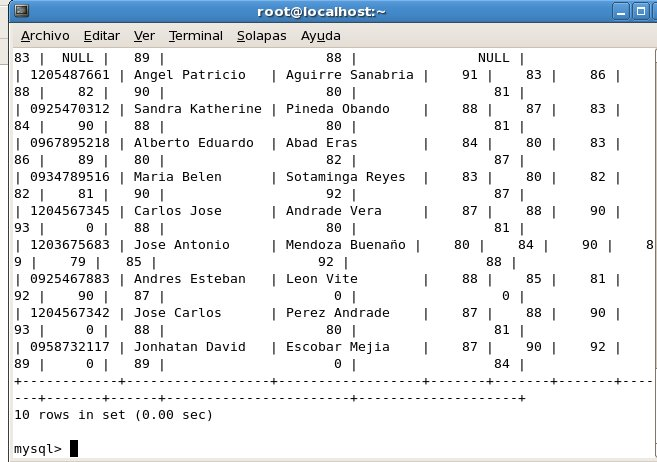 root@localhost:~
Archivo Editar Ver Terminal Solapas Ayuda
83 | NULL | 89 | 88 | NULL |
| 1205487661 | Angel Patricio | Aguirre Sanabria | 91 | 83 | 86 |
88 | 82 | 90 | 80 | 81 |
| 0925470312 | Sandra Katherine | Pineda Obando | 88 | 87 | 83 |
84 | 90 | 88 | 80 | 81 |
| 0967895218 | Alberto Eduardo | Abad Eras | 84 | 80 | 83 |
86 | 89 | 80 | 82 | 87 |
| 0934789516 | Maria Belen | Sotaminga Reyes | 83 | 80 | 82 |
82 | 81 | 90 | 92 | 87 |
| 1204567345 | Carlos Jose | Andrade Vera | 87 | 88 | 90 |
93 | 0 | 88 | 80 | 81 |
| 1203675683 | Jose Antonio | Mendoza Buenaño | 80 | 84 | 90 | 8
9 | 79 | 85 | 92 | 88 |
| 0925467883 | Andres Esteban | Leon Vite | 88 | 85 | 81 |
92 | 90 | 87 | 0 | 0 |
| 1204567342 | Jose Carlos | Perez Andrade | 87 | 88 | 90 |
93 | 0 | 88 | 80 | 81 |
| 0958732117 | Jonhatan David | Escobar Mejia | 87 | 90 | 92 |
89 | 0 | 89 | 0 | 84 |
+------------+------------------+------------------+-------+-------+-------+----
---+-------+------+-----------------------+--------------------+
10 rows in set (0.00 sec)
mysql>